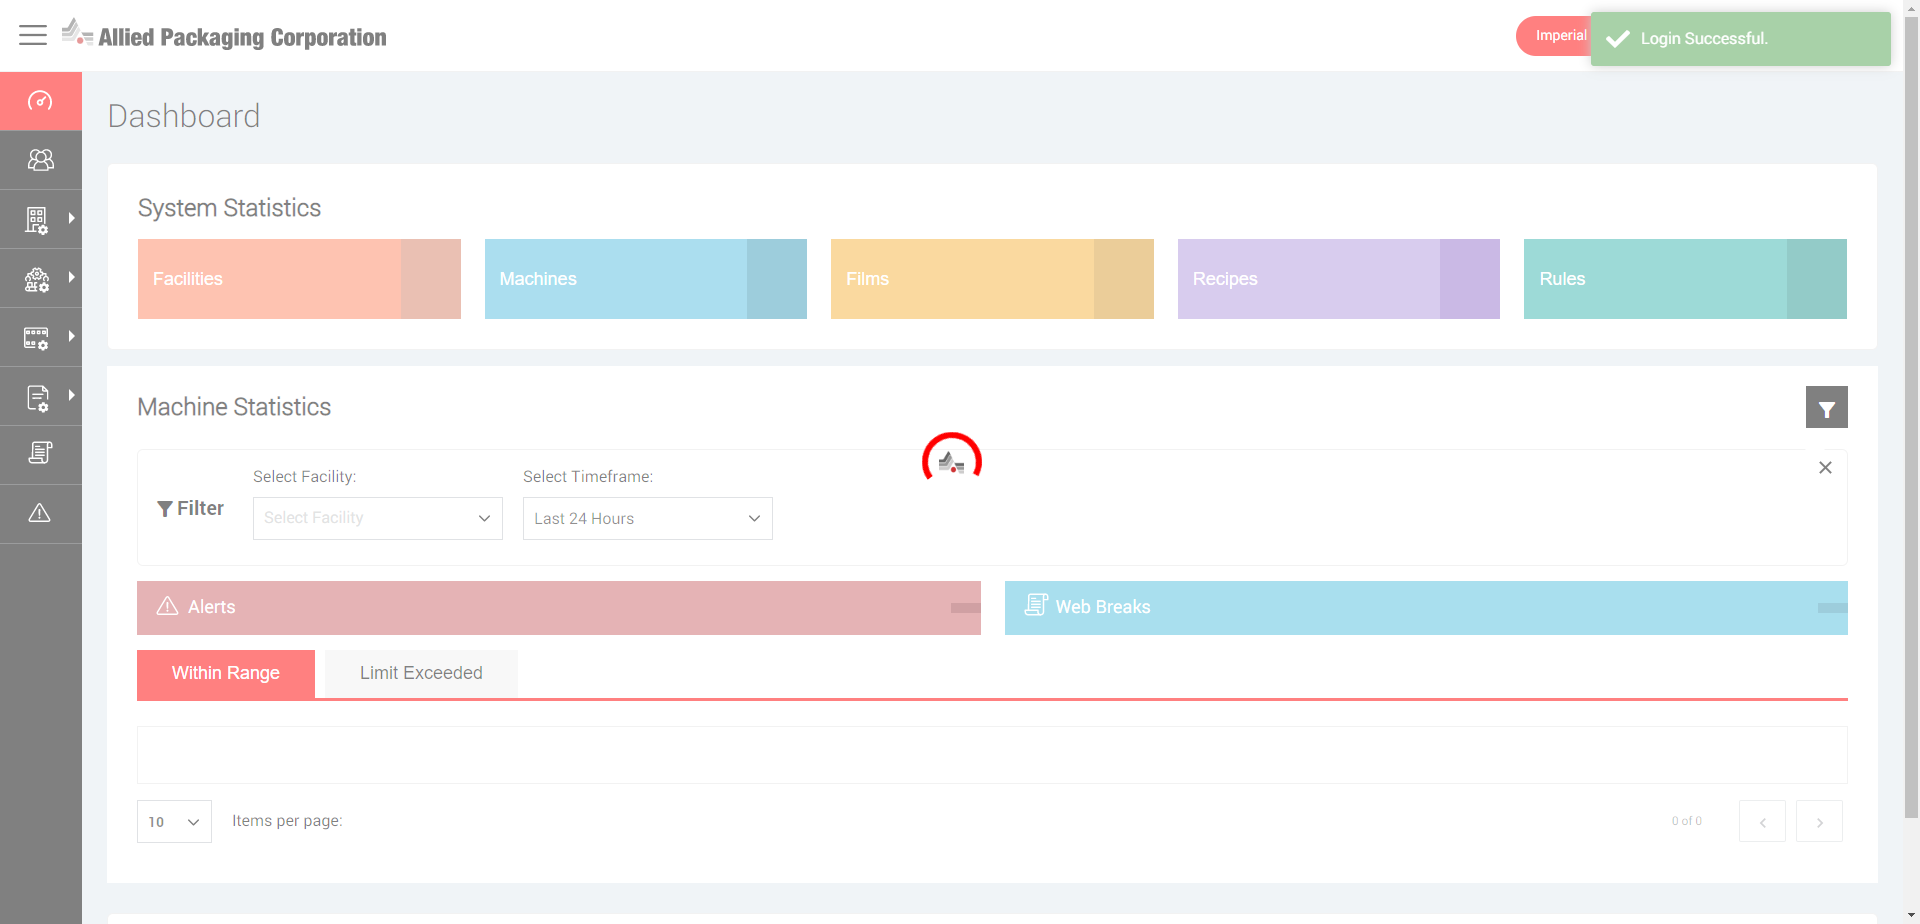 Allied Packaging Corporation
Imperial
Login Successful.
Dashboard
System Statistics
Facilities
Machines
Films
Recipes
Rules
Machine Statistics
Filter
Select Facility:
Select Facility
Select Timeframe:
Last 24 Hours
Alerts
Web Breaks
Within Range
Limit Exceeded
10
Items per page:
0 of 0